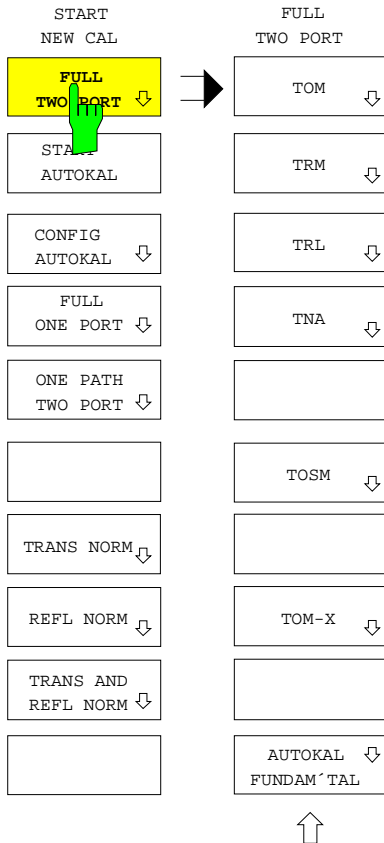 START
NEW CAL
FULL
TWO PORT
START
AUTOKAL
CONFIG
AUTOKAL
FULL
ONE PORT
ONE PATH
TWO PORT
TRANS NORM
REFL NORM
TRANS AND
REFL NORM
FULL
TWO PORT
TOM
TRM
TRL
TNA
TOSM
TOM-X
AUTOKAL
FUNDAM´TAL